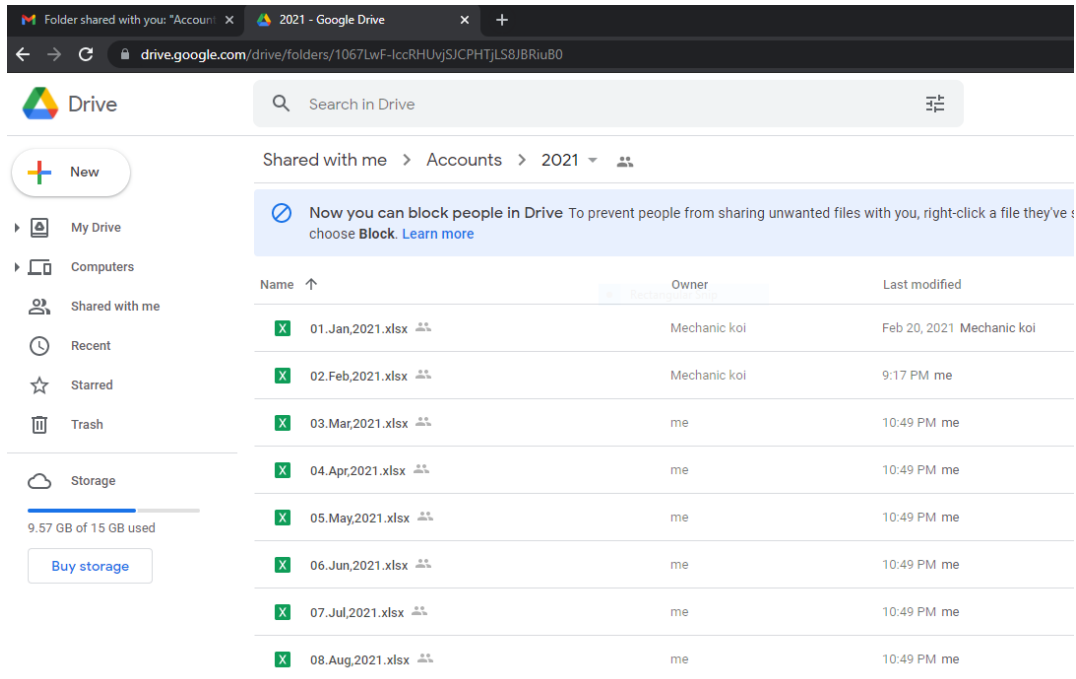 Folder shared with you: "Account
2021 - Google Drive
drive.google.com/drive/folders/1067LwF-IccRHUvjSJCPHTjLS8JBRiuB0
Drive
Search in Drive
New
My Drive
Computers
Shared with me
Recent
Starred
Trash
Storage
9.57 GB of 15 GB used
Buy storage
Shared with me > Accounts > 2021
Now you can block people in Drive To prevent people from sharing unwanted files with you, right-click a file they've
choose Block. Learn more
Name Owner Last modified
01.Jan,2021.xlsx Mechanic koi Feb 20, 2021 Mechanic koi
02.Feb,2021.xlsx Mechanic koi 9:17 PM me
03.Mar,2021.xlsx me 10:49 PM me
04.Apr,2021.xlsx me 10:49 PM me
05.May,2021.xlsx me 10:49 PM me
06.Jun,2021.xlsx me 10:49 PM me
07.Jul,2021.xlsx me 10:49 PM me
08.Aug,2021.xlsx me 10:49 PM me